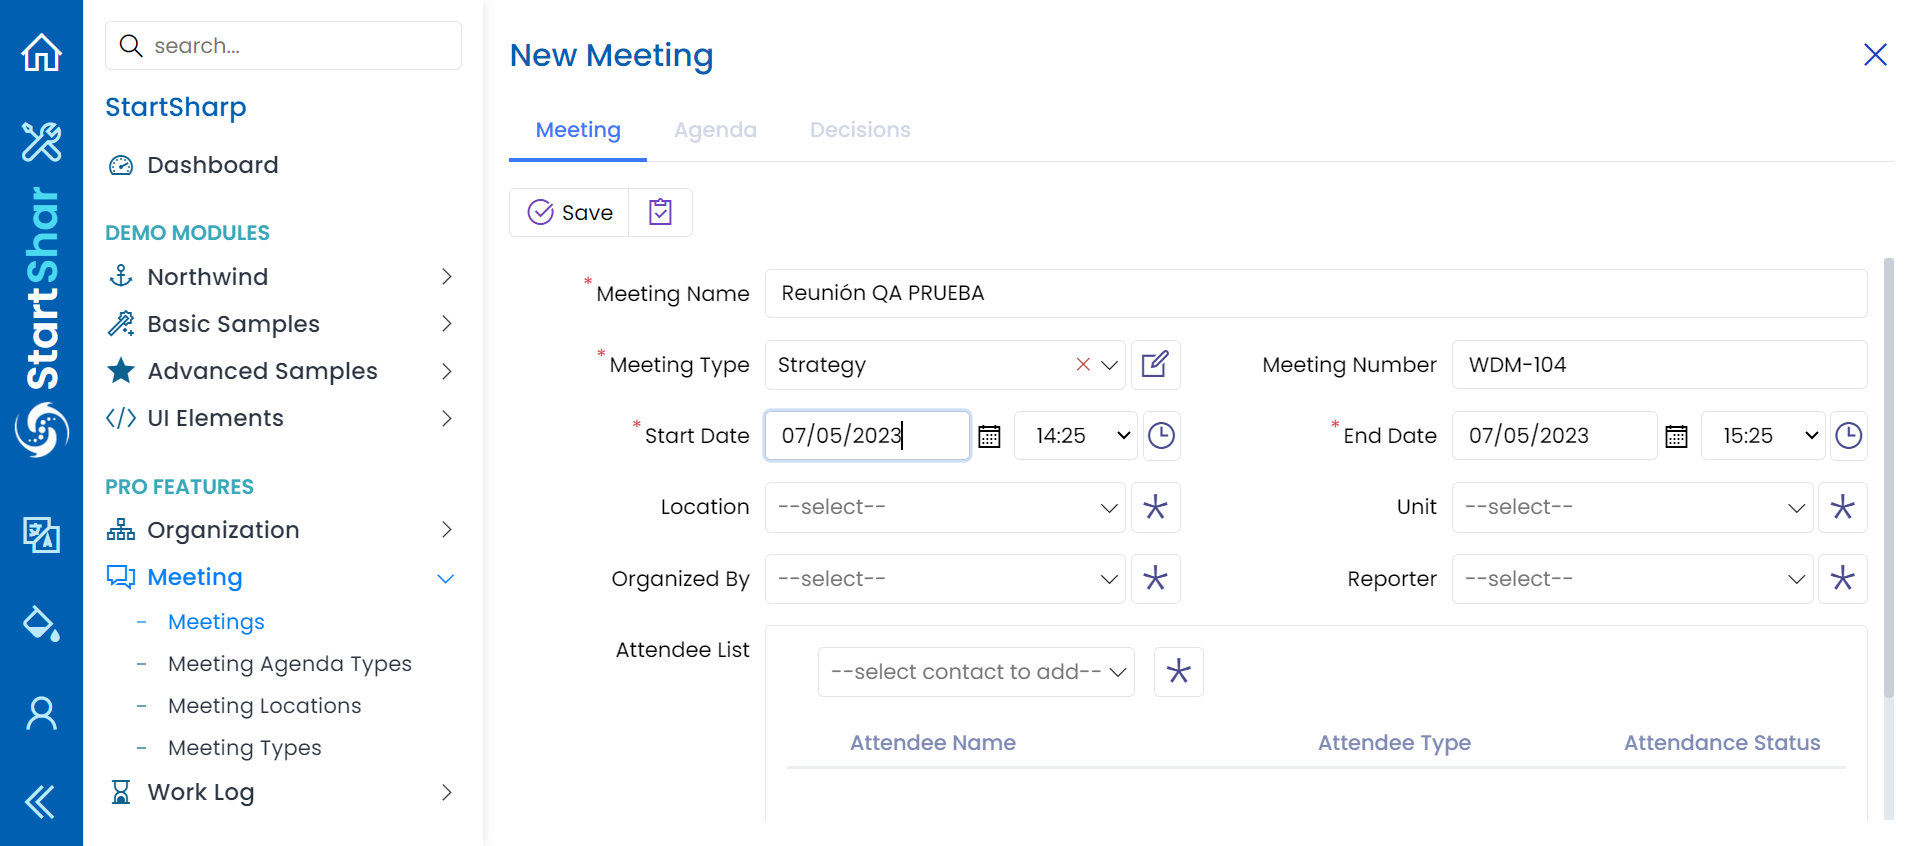 StartShar
search...
StartSharp
Dashboard
DEMO MODULES
Northwind
Basic Samples
Advanced Samples
UI Elements
PRO FEATURES
Organization
Meeting
- Meetings
- Meeting Agenda Types
- Meeting Locations
- Meeting Types
Work Log
New Meeting
Meeting Agenda Decisions
Save
* Meeting Name Reunión QA PRUEBA
* Meeting Type Strategy Meeting Number WDM-104
* Start Date 07/05/2023 14:25 * End Date 07/05/2023 15:25
Location --select-- Unit --select--
Organized By --select-- Reporter --select--
Attendee List
--select contact to add--
Attendee Name Attendee Type Attendance Status